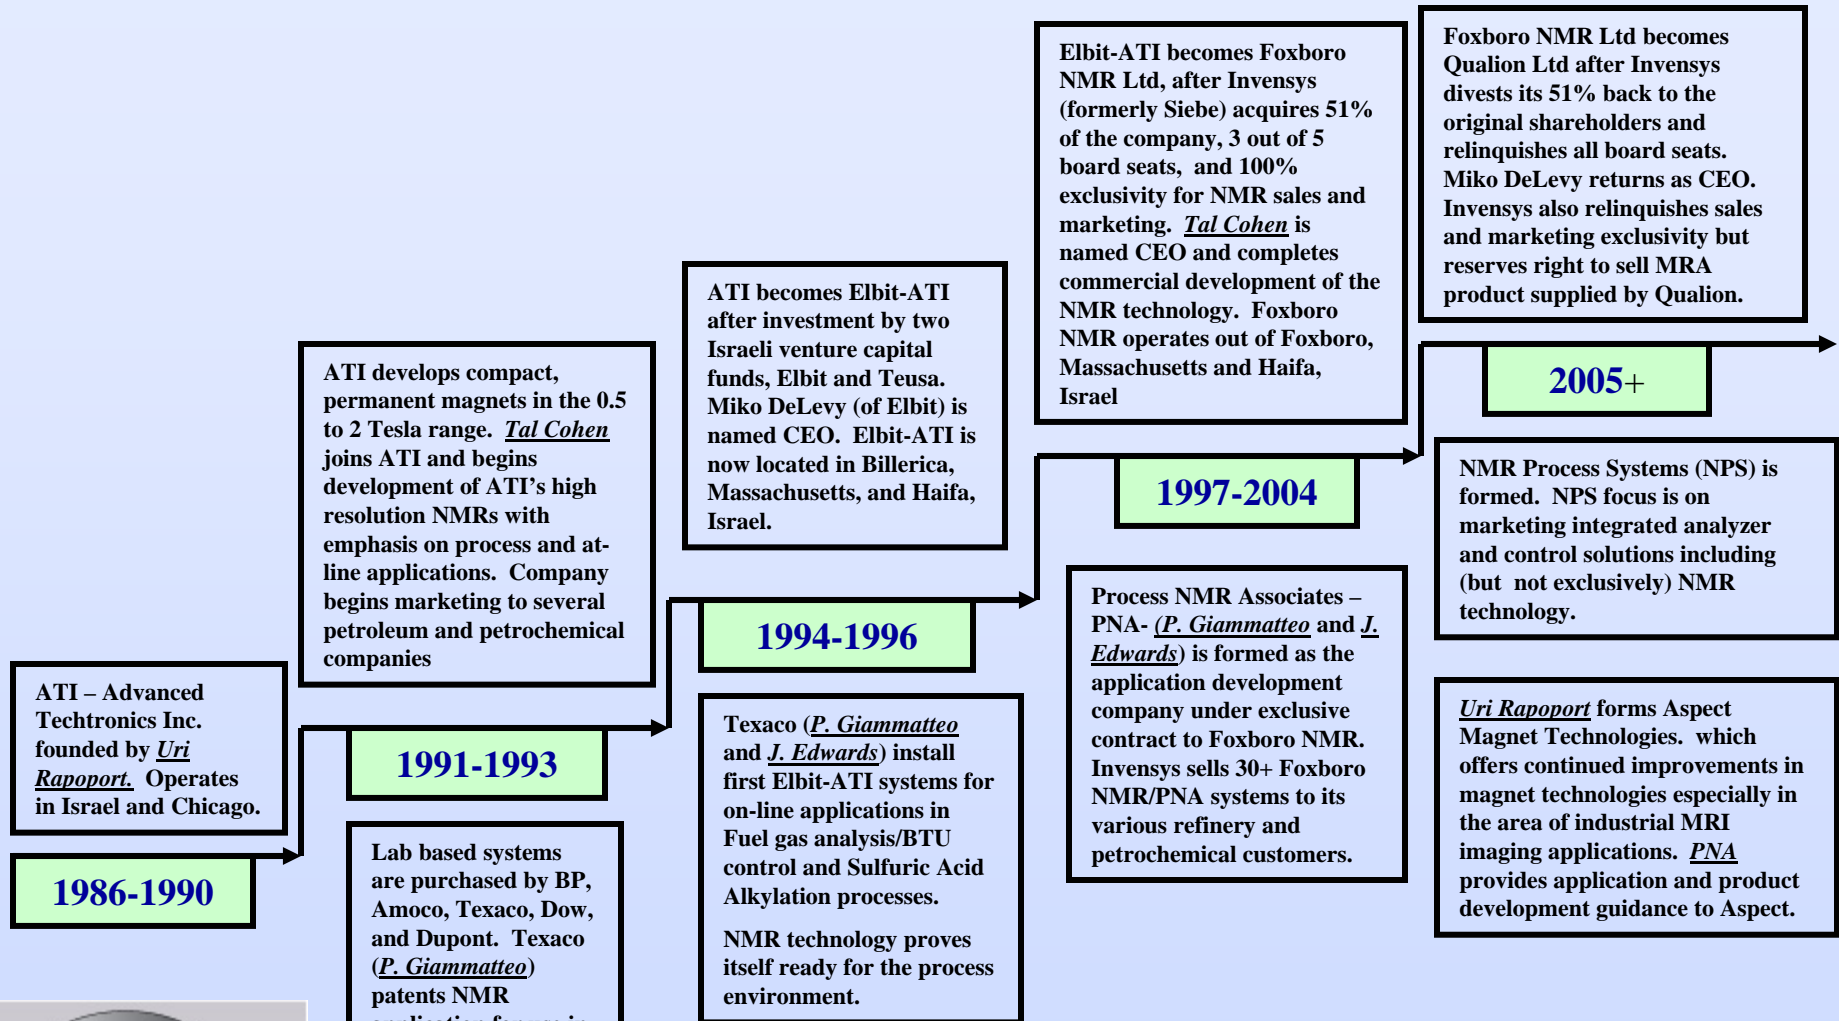 ATI – Advanced
Techtronics Inc.
founded by Uri
Rapoport. Operates
in Israel and Chicago.
1986-1990
ATI develops compact,
permanent magnets in the 0.5
to 2 Tesla range. Tal Cohen
joins ATI and begins
development of ATI’s high
resolution NMRs with
emphasis on process and at-
line applications. Company
begins marketing to several
petroleum and petrochemical
companies
1991-1993
Lab based systems
are purchased by BP,
Amoco, Texaco, Dow,
and Dupont. Texaco
(P. Giammatteo)
patents NMR
application for use in
ATI becomes Elbit-ATI
after investment by two
Israeli venture capital
funds, Elbit and Teusa.
Miko DeLevy (of Elbit) is
named CEO. Elbit-ATI is
now located in Billerica,
Massachusetts, and Haifa,
Israel.
1994-1996
Texaco (P. Giammatteo
and J. Edwards) install
first Elbit-ATI systems for
on-line applications in
Fuel gas analysis/BTU
control and Sulfuric Acid
Alkylation processes.
NMR technology proves
itself ready for the process
environment.
Elbit-ATI becomes Foxboro
NMR Ltd, after Invensys
(formerly Siebe) acquires 51%
of the company, 3 out of 5
board seats, and 100%
exclusivity for NMR sales and
marketing. Tal Cohen is
named CEO and completes
commercial development of the
NMR technology. Foxboro
NMR operates out of Foxboro,
Massachusetts and Haifa,
Israel
1997-2004
Process NMR Associates –
PNA- (P. Giammatteo and J.
Edwards) is formed as the
application development
company under exclusive
contract to Foxboro NMR.
Invensys sells 30+ Foxboro
NMR/PNA systems to its
various refinery and
petrochemical customers.
Foxboro NMR Ltd becomes
Qualion Ltd after Invensys
divests its 51% back to the
original shareholders and
relinquishes all board seats.
Miko DeLevy returns as CEO.
Invensys also relinquishes sales
and marketing exclusivity but
reserves right to sell MRA
product supplied by Qualion.
2005+
NMR Process Systems (NPS) is
formed. NPS focus is on
marketing integrated analyzer
and control solutions including
(but not exclusively) NMR
technology.
Uri Rapoport forms Aspect
Magnet Technologies. which
offers continued improvements in
magnet technologies especially in
the area of industrial MRI
imaging applications. PNA
provides application and product
development guidance to Aspect.